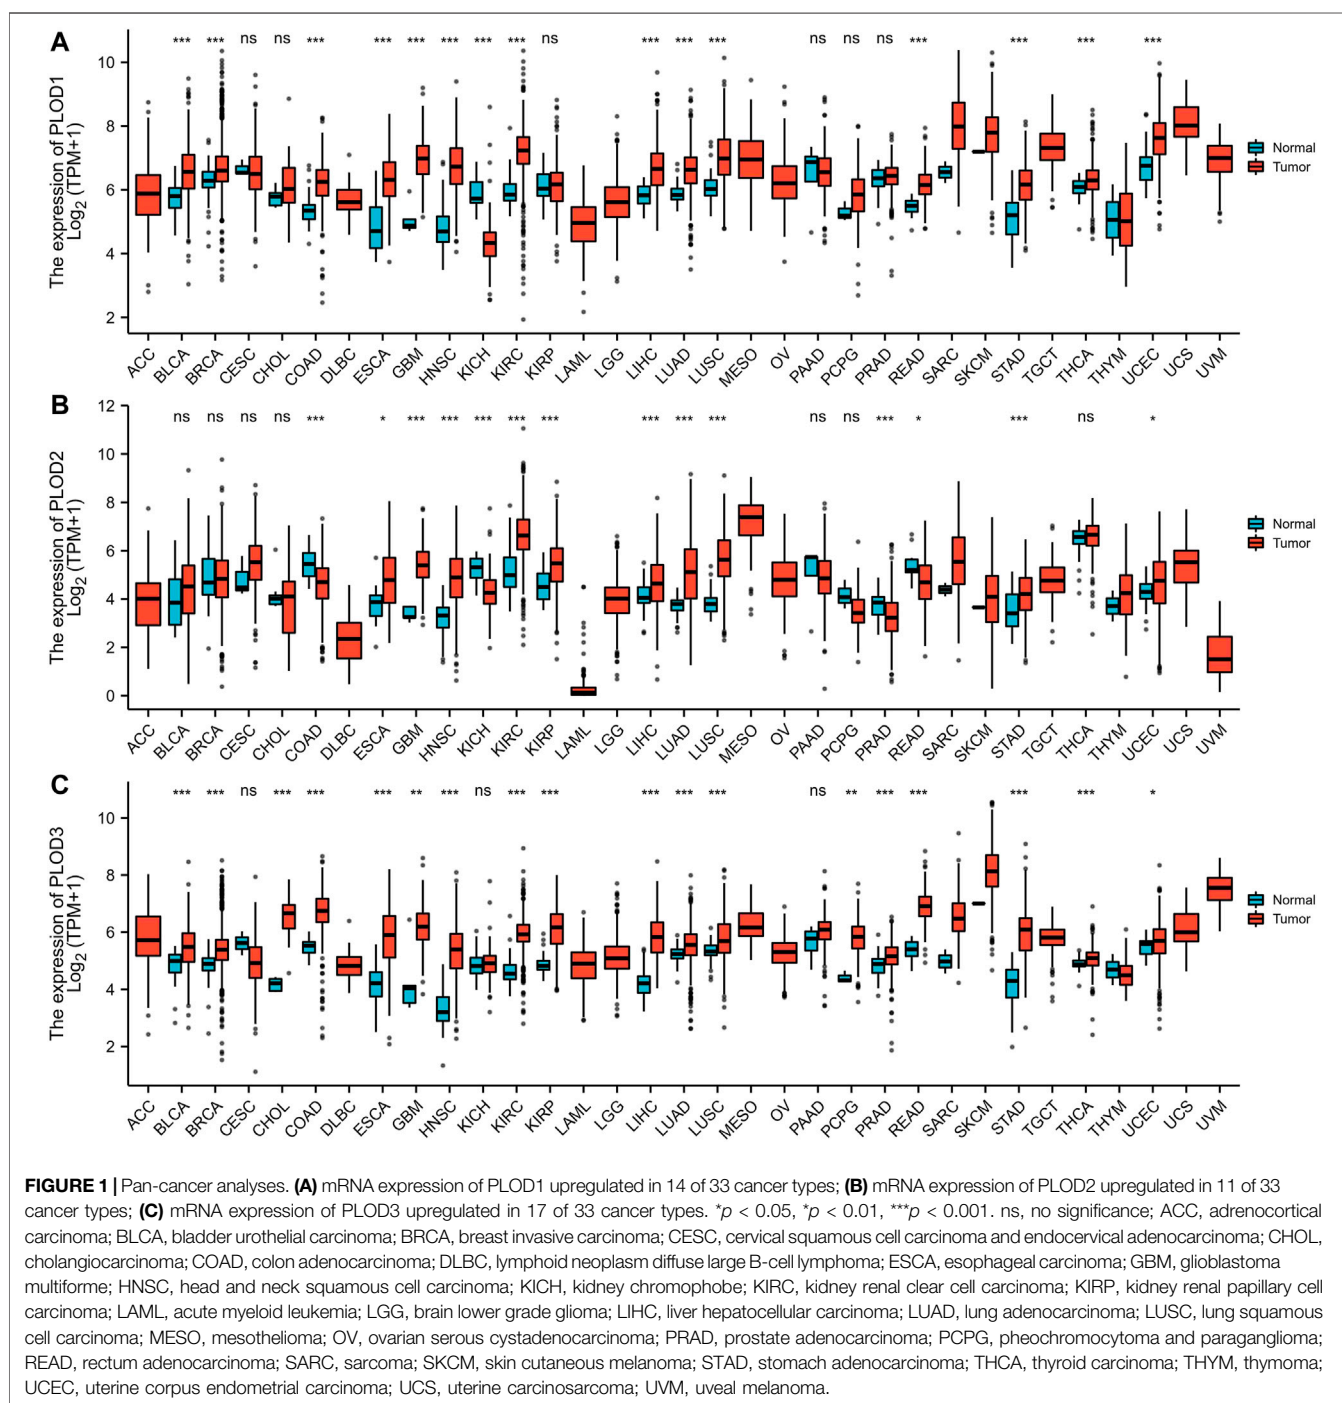 A
*** *** ns ns *** *** *** *** *** *** ns *** *** *** ns ns ns *** *** *** ***
The expression of PLOD1
Log2 (TPM+1)
10
8
6
4
2
Normal
Tumor
ACC BLCA BRCA CESC CHOL COAD DLBC ESCA GBM HNSC KICH KIRC KIRP LAML LGG LIHC LUAD LUSC MESO OV PAAD PCPG PRAD READ SARC SKCM STAD TGCT THCA THYM UCEC UCS UVM
B
ns ns ns ns *** * *** *** *** *** *** *** *** *** ns ns *** * *** ns *
The expression of PLOD2
Log2 (TPM+1)
12
10
8
6
4
2
0
Normal
Tumor
ACC BLCA BRCA CESC CHOL COAD DLBC ESCA GBM HNSC KICH KIRC KIRP LAML LGG LIHC LUAD LUSC MESO OV PAAD PCPG PRAD READ SARC SKCM STAD TGCT THCA THYM UCEC UCS UVM
C
*** *** ns *** *** *** ** *** ns *** *** *** *** *** ns ** *** *** *** *** *
The expression of PLOD3
Log2 (TPM+1)
10
8
6
4
2
Normal
Tumor
ACC BLCA BRCA CESC CHOL COAD DLBC ESCA GBM HNSC KICH KIRC KIRP LAML LGG LIHC LUAD LUSC MESO OV PAAD PCPG PRAD READ SARC SKCM STAD TGCT THCA THYM UCEC UCS UVM
FIGURE 1 | Pan-cancer analyses. (A) mRNA expression of PLOD1 upregulated in 14 of 33 cancer types; (B) mRNA expression of PLOD2 upregulated in 11 of 33
cancer types; (C) mRNA expression of PLOD3 upregulated in 17 of 33 cancer types. *p < 0.05, *p < 0.01, ***p < 0.001. ns, no significance; ACC, adrenocortical
carcinoma; BLCA, bladder urothelial carcinoma; BRCA, breast invasive carcinoma; CESC, cervical squamous cell carcinoma and endocervical adenocarcinoma; CHOL,
cholangiocarcinoma; COAD, colon adenocarcinoma; DLBC, lymphoid neoplasm diffuse large B-cell lymphoma; ESCA, esophageal carcinoma; GBM, glioblastoma
multiforme; HNSC, head and neck squamous cell carcinoma; KICH, kidney chromophobe; KIRC, kidney renal clear cell carcinoma; KIRP, kidney renal papillary cell
carcinoma; LAML, acute myeloid leukemia; LGG, brain lower grade glioma; LIHC, liver hepatocellular carcinoma; LUAD, lung adenocarcinoma; LUSC, lung squamous
cell carcinoma; MESO, mesothelioma; OV, ovarian serous cystadenocarcinoma; PRAD, prostate adenocarcinoma; PCPG, pheochromocytoma and paraganglioma;
READ, rectum adenocarcinoma; SARC, sarcoma; SKCM, skin cutaneous melanoma; STAD, stomach adenocarcinoma; THCA, thyroid carcinoma; THYM, thymoma;
UCEC, uterine corpus endometrial carcinoma; UCS, uterine carcinosarcoma; UVM, uveal melanoma.